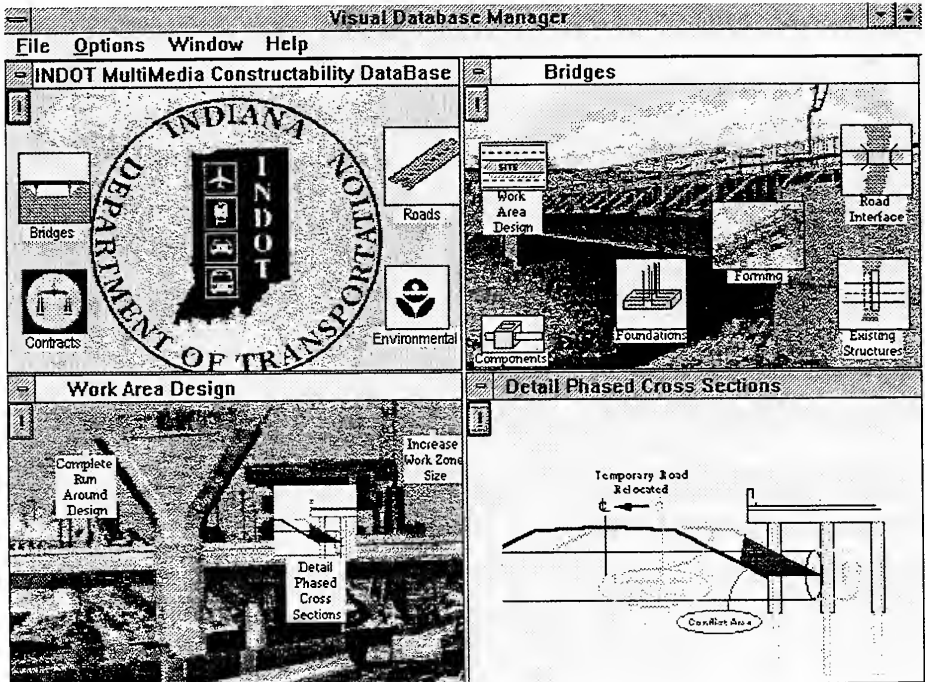 Visual Database Manager
File Options Window Help
INDOT MultiMedia Constructability DataBase
INDIANA
DEPARTMENT OF TRANSPORTATION
INDOT
Bridges
Roads
Contracts
Environmental
Bridges
SITE
Work
Area
Design
Road
Interface
Forming
Foundations
Components
Existing
Structures
Work Area Design
Complete
Run
Around
Design
Increase
Work Zone
Size
Detail
Phased
Cross
Sections
Detail Phased Cross Sections
Temporary Road
Relocated
℄
Conflict Area